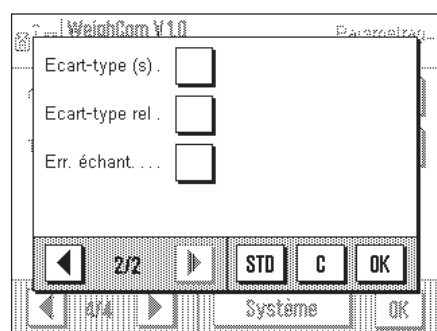 WeighCom V1.0
Ecart-type (s) .
Ecart-type rel .
Err. échant. . . .
2/2 STD C OK
4/4 Système OK